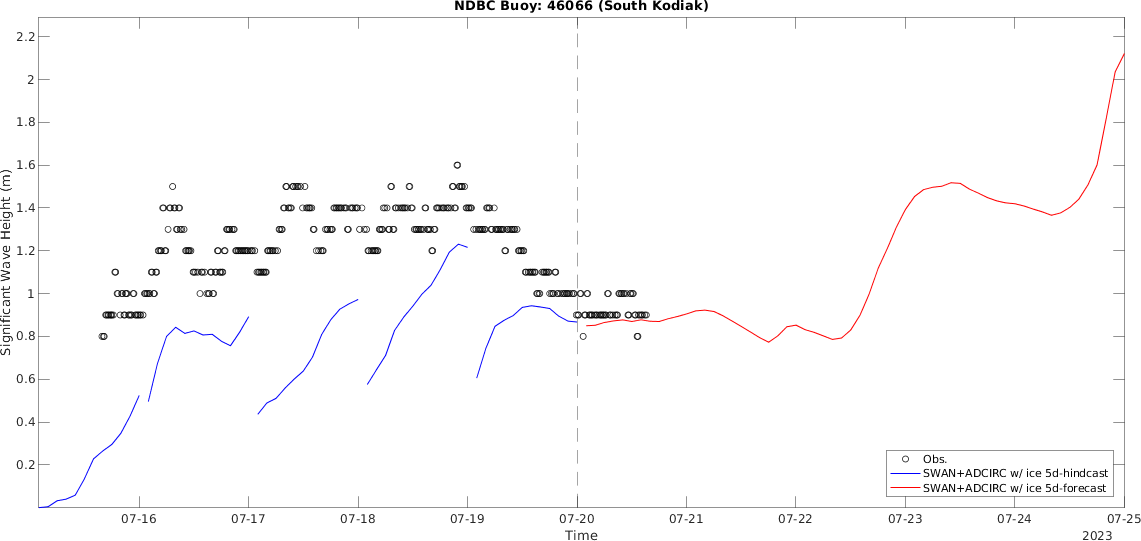 NDBC Buoy: 46066 (South Kodiak)
2.2
2
1.8
1.6
1.4
1.2
1
0.8
0.6
0.4
0.2
Significant Wave Height (m)
Obs.
SWAN+ADCIRC w/ ice 5d-hindcast
SWAN+ADCIRC w/ ice 5d-forecast
07-16 07-17 07-18 07-19 07-20 07-21 07-22 07-23 07-24 07-25
Time
2023